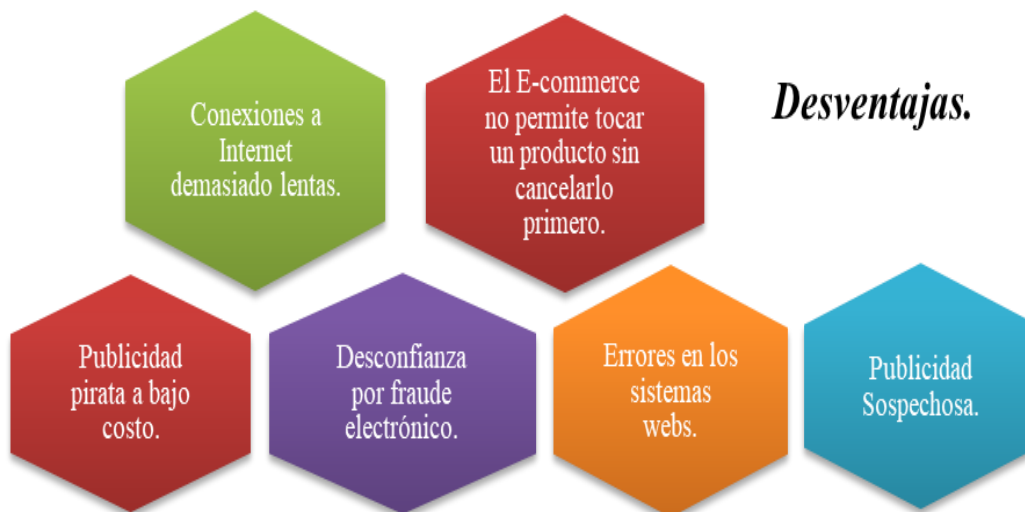 Conexiones a
Internet
demasiado lentas.
El E-commerce
no permite tocar
un producto sin
cancelarlo
primero.
Desventajas.
Publicidad
pirata a bajo
costo.
Desconfianza
por fraude
electrónico.
Errores en los
sistemas
webs.
Publicidad
Sospechosa.